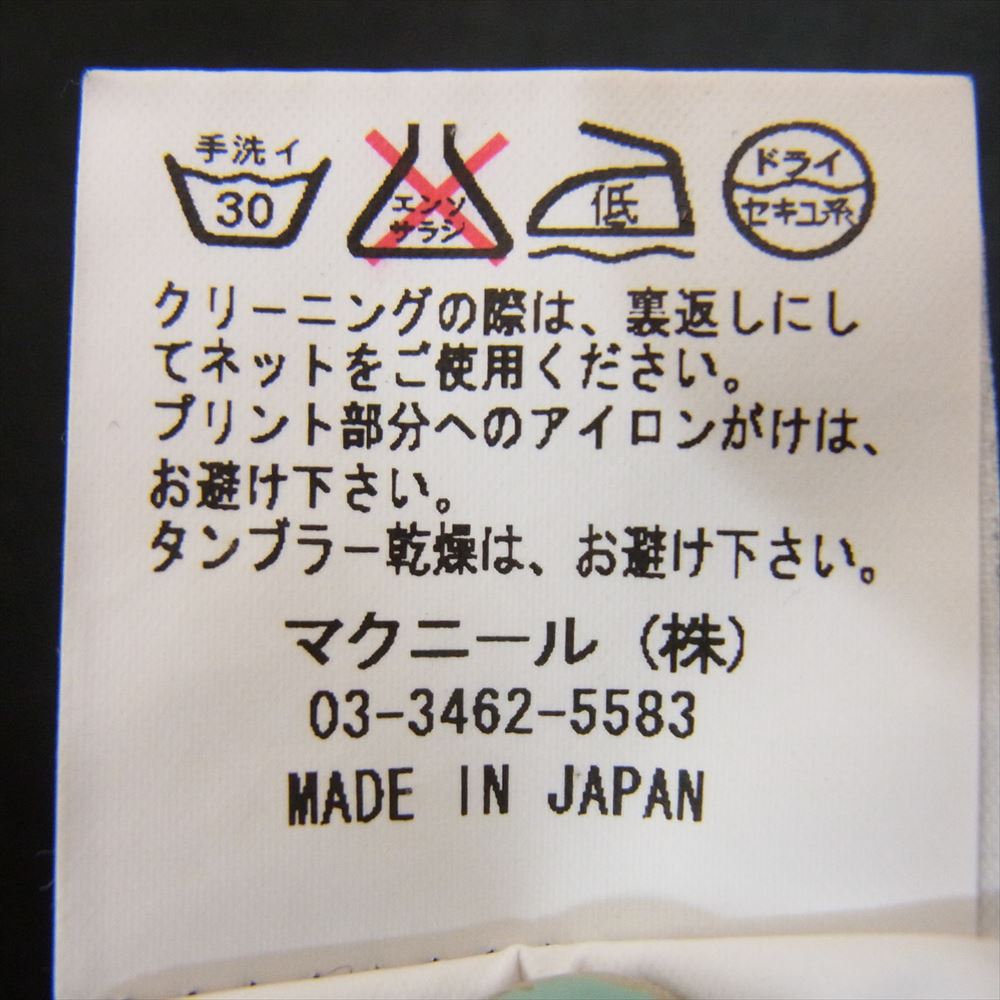 手洗イ
30
エンソ
サラシ
低
ドライ
セキユ系
クリーニングの際は、裏返しにし
てネットをご使用ください。
プリント部分へのアイロンがけは、
お避け下さい。
タンブラー乾燥は、お避け下さい。
マクニール(株)
03-3462-5583
MADE IN JAPAN